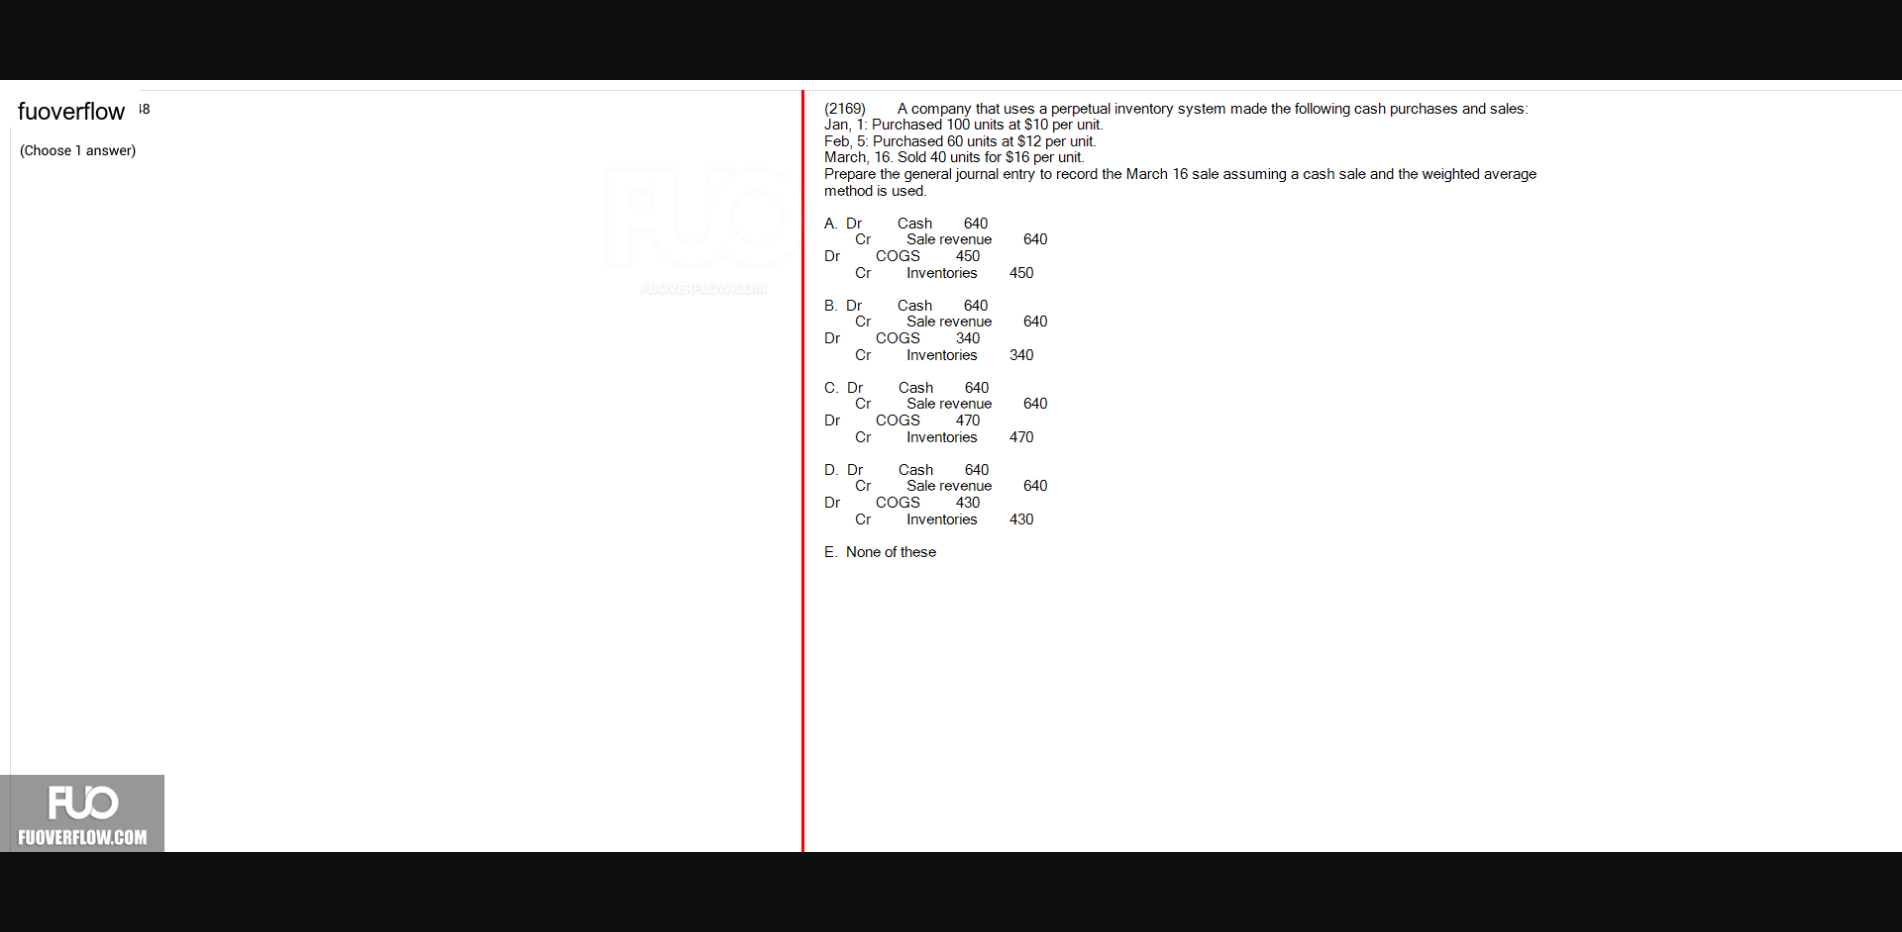 fuoverflow 48
(Choose 1 answer)
FUO
FUOVERFLOW.COM
(2169) A company that uses a perpetual inventory system made the following cash purchases and sales:
Jan, 1: Purchased 100 units at $10 per unit.
Feb, 5: Purchased 60 units at $12 per unit.
March, 16. Sold 40 units for $16 per unit.
Prepare the general journal entry to record the March 16 sale assuming a cash sale and the weighted average
method is used.
A. Dr Cash 640
Cr Sale revenue 640
Dr COGS 450
Cr Inventories 450
B. Dr Cash 640
Cr Sale revenue 640
Dr COGS 340
Cr Inventories 340
C. Dr Cash 640
Cr Sale revenue 640
Dr COGS 470
Cr Inventories 470
D. Dr Cash 640
Cr Sale revenue 640
Dr COGS 430
Cr Inventories 430
E. None of these
FUO
FUOVERFLOW.COM